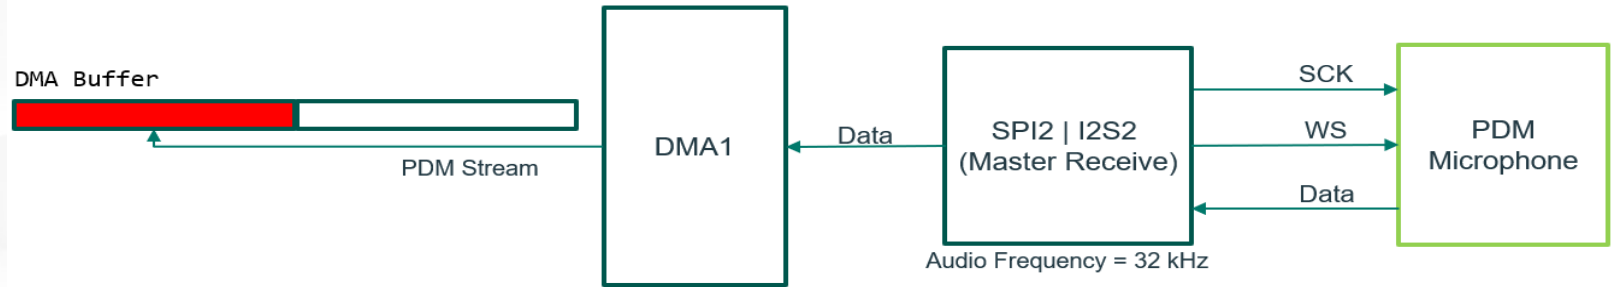 DMA Buffer
PDM Stream
DMA1
Data
SPI2 | I2S2
(Master Receive)
Audio Frequency = 32 kHz
SCK
WS
Data
PDM
Microphone